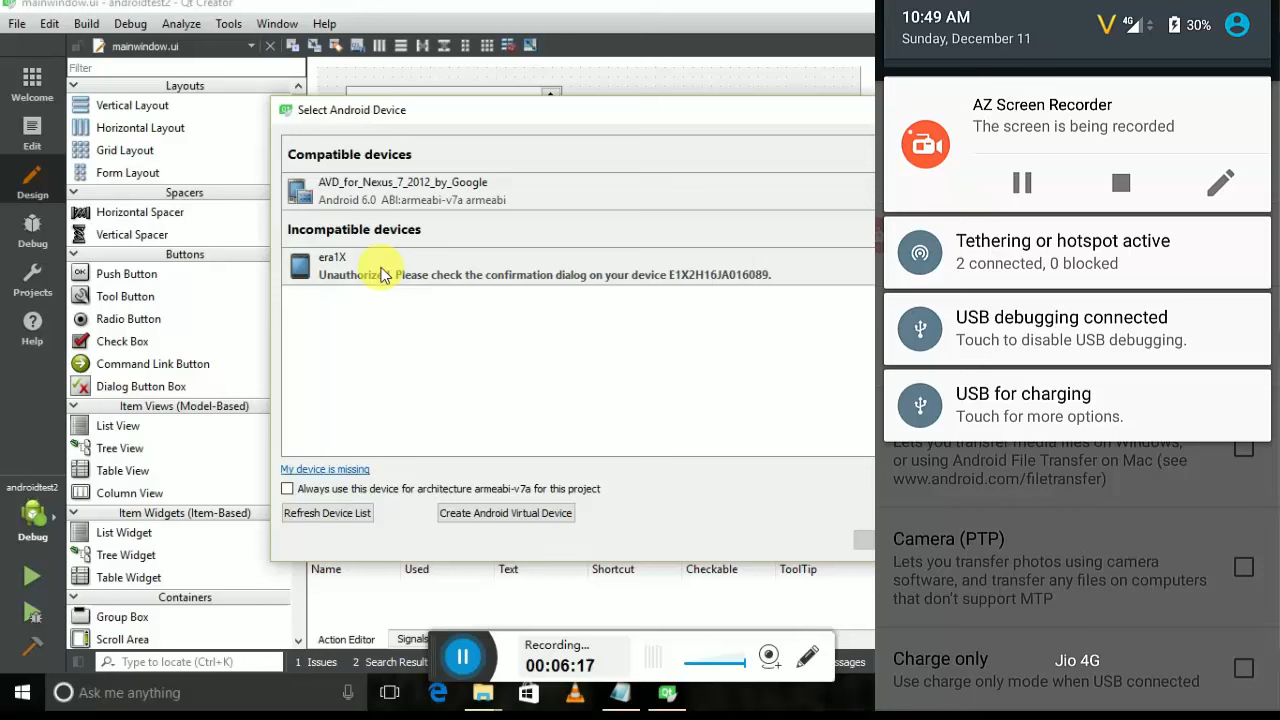 mainwindow.ui - androidtest2 - Qt Creator
File Edit Build Debug Analyze Tools Window Help
mainwindow.ui
Filter
Welcome
Edit
Design
Debug
Projects
Help
androidtest2
Debug
Layouts
Vertical Layout
Horizontal Layout
Grid Layout
Form Layout
Spacers
Horizontal Spacer
Vertical Spacer
Buttons
Push Button
Tool Button
Radio Button
Check Box
Command Link Button
Dialog Button Box
Item Views (Model-Based)
List View
Tree View
Table View
Column View
Item Widgets (Item-Based)
List Widget
Tree Widget
Table Widget
Containers
Group Box
Scroll Area
Select Android Device
Compatible devices
AVD_for_Nexus_7_2012_by_Google
Android 6.0 ABI:armeabi-v7a armeabi
Incompatible devices
era1X
Please check the confirmation dialog on your device E1X2H16JA016089.
My device is missing
Always use this device for architecture armeabi-v7a for this project
Refresh Device List Create Android Virtual Device
Name Used Text Shortcut Checkable ToolTip
Action Editor Signals
Type to locate (Ctrl+K) 1 Issues 2 Search Result
Recording...
00:06:17
Ask me anything
10:49 AM
Sunday, December 11
4G 30%
AZ Screen Recorder
The screen is being recorded
Tethering or hotspot active
2 connected, 0 blocked
USB debugging connected
Touch to disable USB debugging.
USB for charging
Touch for more options.
Lets you transfer media files on Windows,
or using Android File Transfer on Mac (see
www.android.com/filetransfer)
Camera (PTP)
Lets you transfer photos using camera
software, and transfer any files on computers
that don't support MTP
Charge only
Jio 4G
Use charge only mode when USB connected